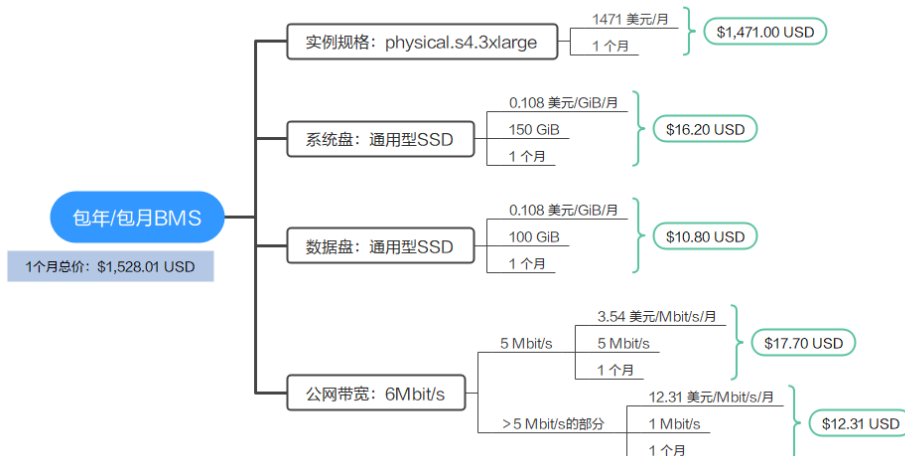 包年/包月BMS
1个月总价：$1,528.01 USD
实例规格：physical.s4.3xlarge
1471 美元/月
1 个月
$1,471.00 USD
系统盘：通用型SSD
0.108 美元/GiB/月
150 GiB
1 个月
$16.20 USD
数据盘：通用型SSD
0.108 美元/GiB/月
100 GiB
1 个月
$10.80 USD
公网带宽：6Mbit/s
5 Mbit/s
3.54 美元/Mbit/s/月
5 Mbit/s
1 个月
$17.70 USD
＞5 Mbit/s的部分
12.31 美元/Mbit/s/月
1 Mbit/s
1 个月
$12.31 USD